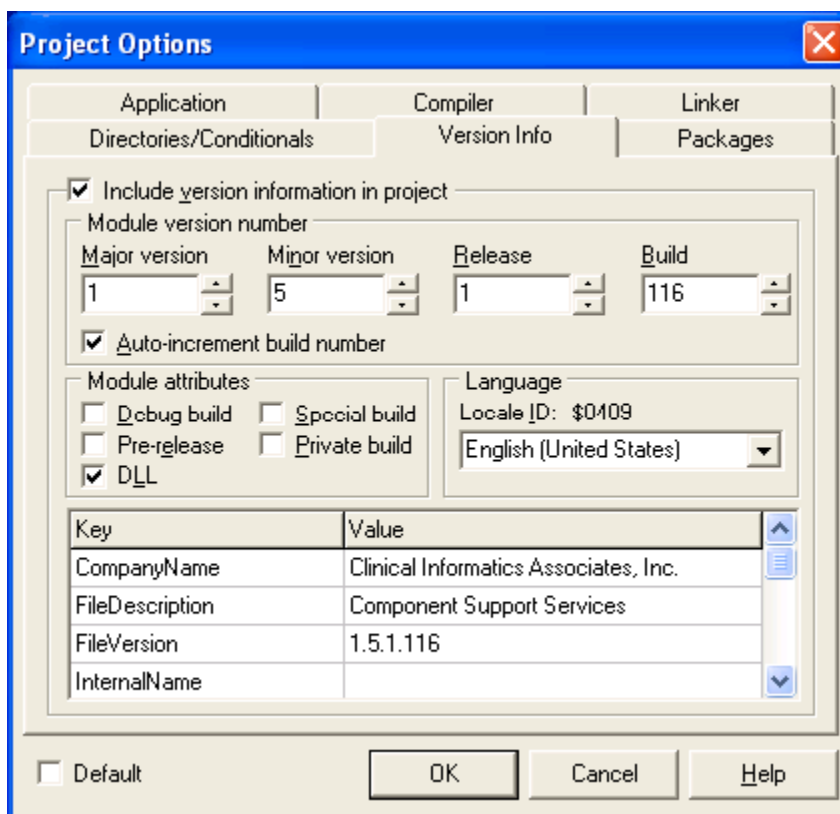 Project Options
Application Compiler Linker
Directories/Conditionals Version Info Packages
Include version information in project
Module version number
Major version Minor version Release Build
1 5 1 116
Auto-increment build number
Module attributes
Debug build Special build
Pre-release Private build
DLL
Language
Locale ID: $0409
English (United States)
Key Value
CompanyName Clinical Informatics Associates, Inc.
FileDescription Component Support Services
FileVersion 1.5.1.116
InternalName
Default OK Cancel Help